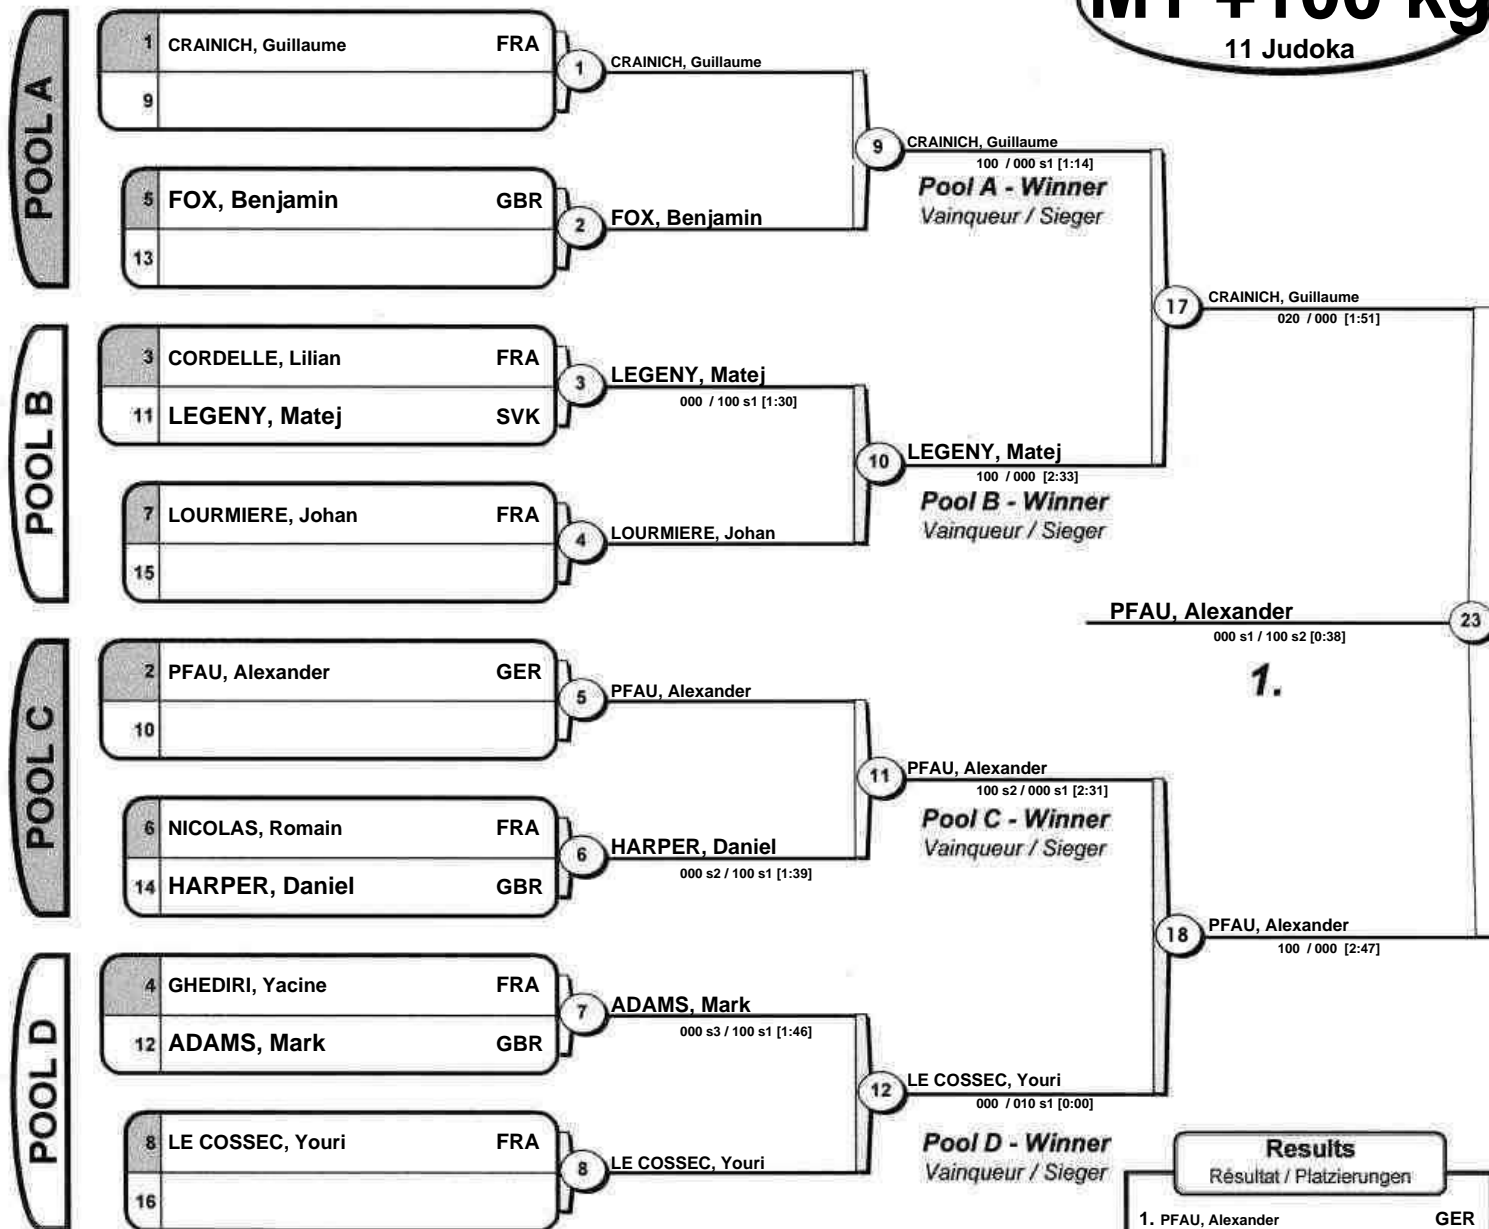 M1 +100 kg
11 Judoka
POOL A
1 CRAINICH, Guillaume FRA
9
5 FOX, Benjamin GBR
13
1 CRAINICH, Guillaume
2 FOX, Benjamin
9 CRAINICH, Guillaume
100 / 000 s1 [1:14]
Pool A - Winner
Vainqueur / Sieger
POOL B
3 CORDELLE, Lilian FRA
11 LEGENY, Matej SVK
7 LOURMIERE, Johan FRA
15
3 LEGENY, Matej
000 / 100 s1 [1:30]
4 LOURMIERE, Johan
10 LEGENY, Matej
100 / 000 [2:33]
Pool B - Winner
Vainqueur / Sieger
17 CRAINICH, Guillaume
020 / 000 [1:51]
PFAU, Alexander 23
000 s1 / 100 s2 [0:38]
1.
POOL C
2 PFAU, Alexander GER
10
6 NICOLAS, Romain FRA
14 HARPER, Daniel GBR
5 PFAU, Alexander
6 HARPER, Daniel
000 s2 / 100 s1 [1:39]
11 PFAU, Alexander
100 s2 / 000 s1 [2:31]
Pool C - Winner
Vainqueur / Sieger
18 PFAU, Alexander
100 / 000 [2:47]
POOL D
4 GHEDIRI, Yacine FRA
12 ADAMS, Mark GBR
8 LE COSSEC, Youri FRA
16
7 ADAMS, Mark
000 s3 / 100 s1 [1:46]
8 LE COSSEC, Youri
12 LE COSSEC, Youri
000 / 010 s1 [0:00]
Pool D - Winner
Vainqueur / Sieger
Results
Résultat / Platzierungen
1. PFAU, Alexander GER